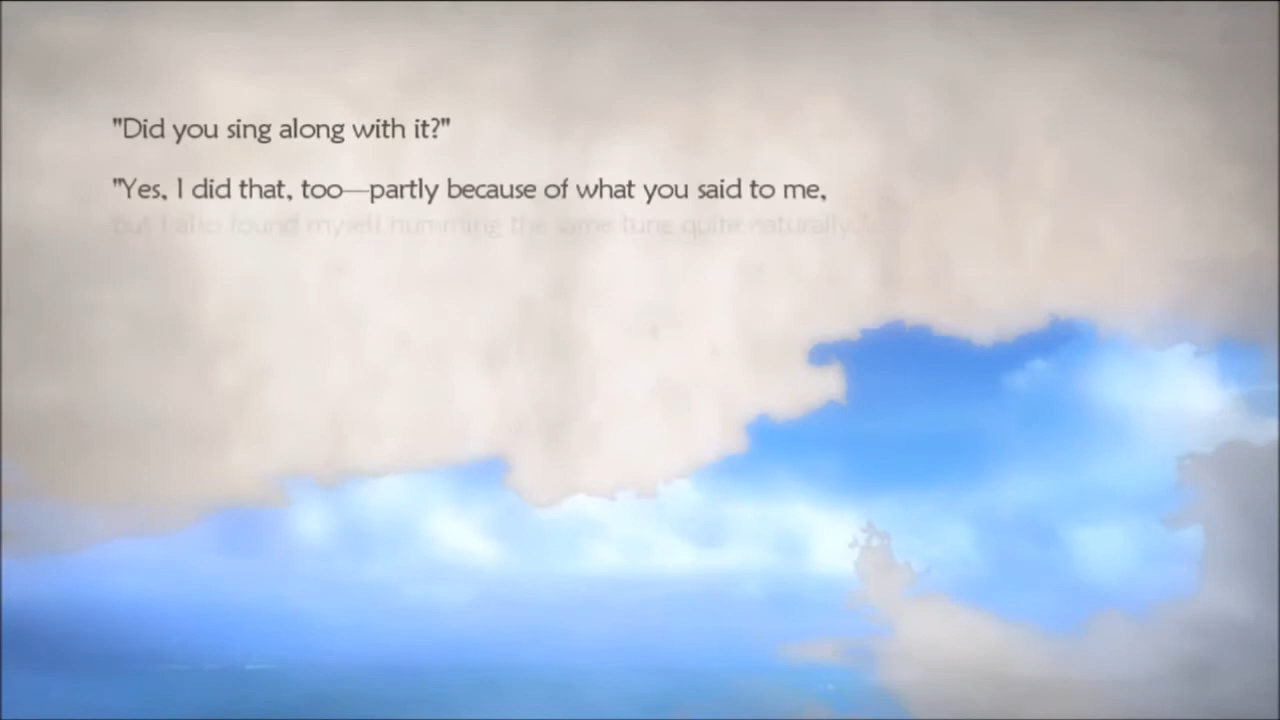 "Did you sing along with it?"
"Yes, I did that, too—partly because of what you said to me,
but I also found myself humming the same tune quite naturally."